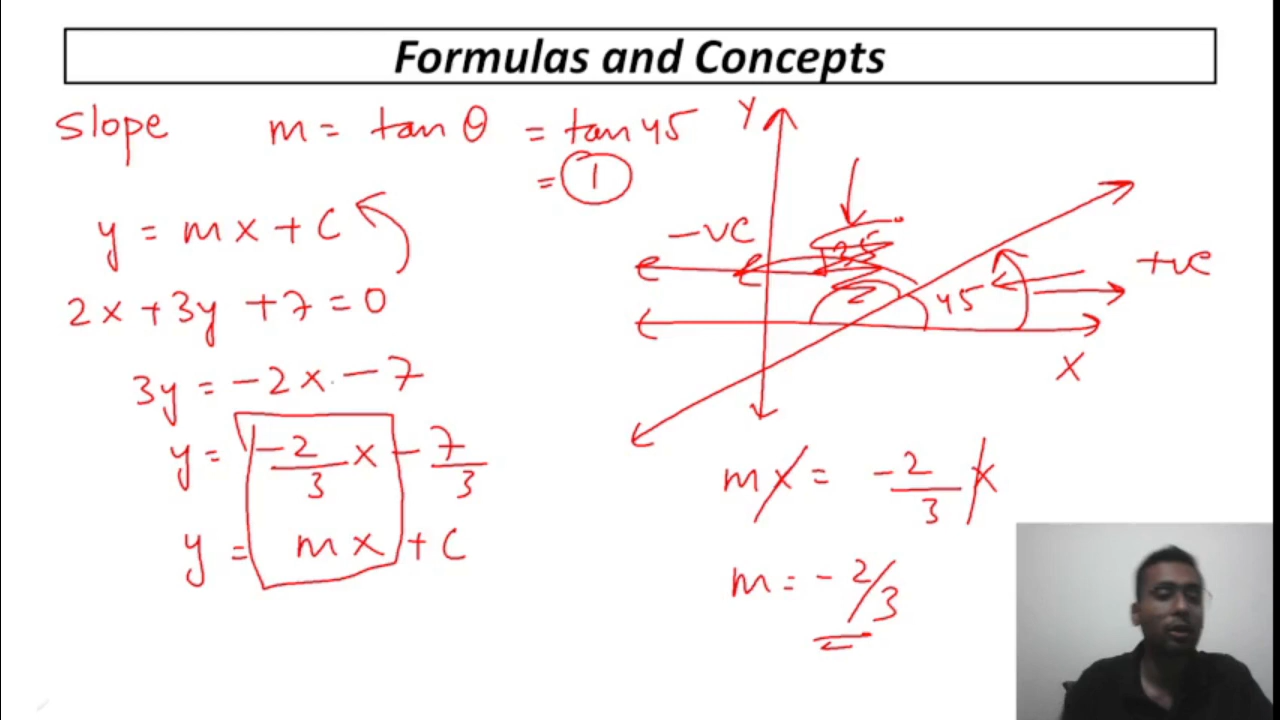 Formulas and Concepts
Slope m = tan θ = tan 45
= 1
y = mx + c
2x + 3y + 7 = 0
3y = -2x - 7
y = -2/3 x - 7/3
y = mx + c
Y
-ve
135
45
+ve
X
mx = -2/3 x
m = -2/3